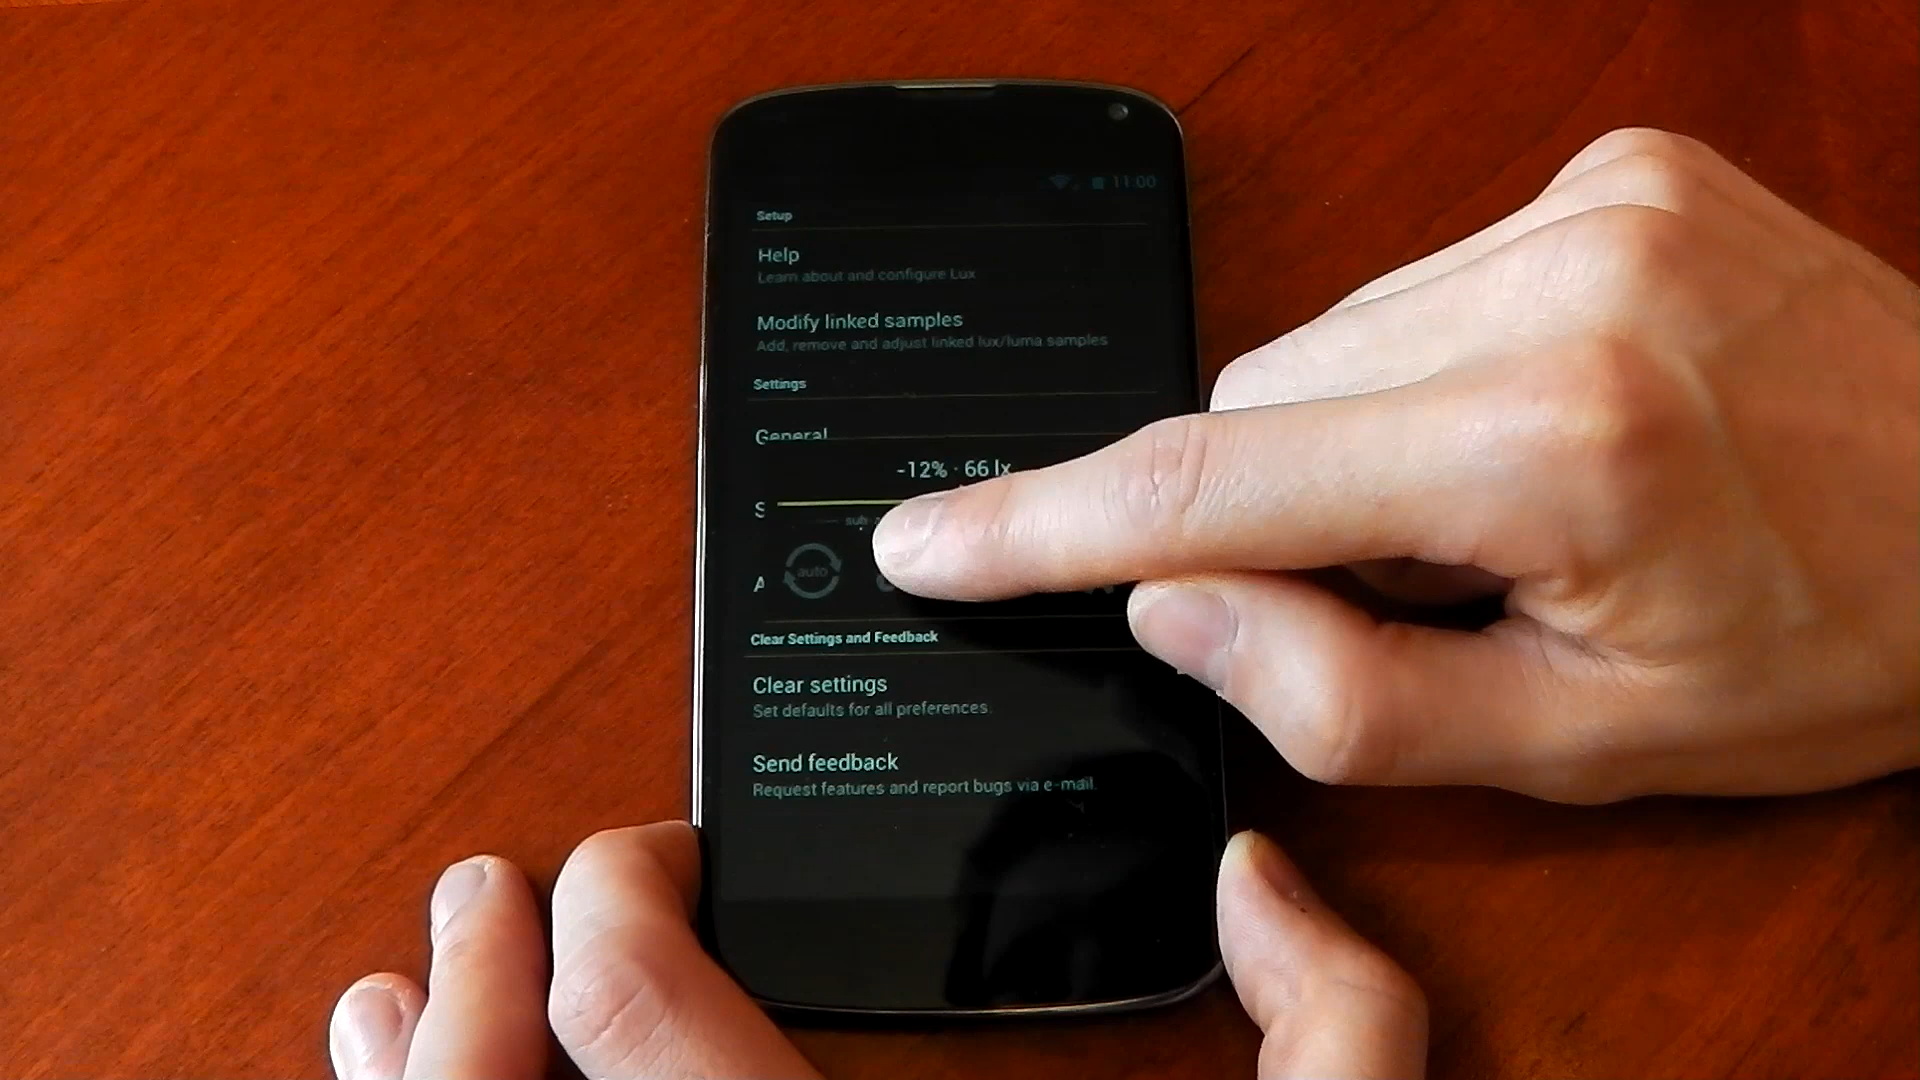 11:00
Setup
Help
Learn about and configure Lux
Modify linked samples
Add, remove and adjust linked lux/luma samples
Settings
General
-12% · 66 lx
S
sub
auto
A
Clear Settings and Feedback
Clear settings
Set defaults for all preferences.
Send feedback
Request features and report bugs via e-mail.